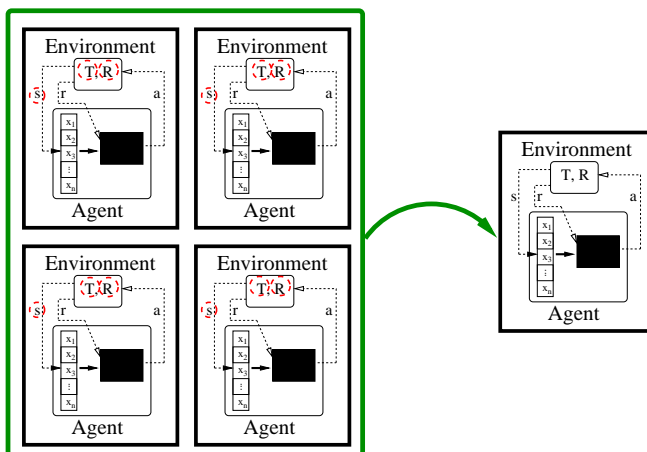 Environment
T, R
s
r
a
x1
x2
x3
⋮
xn
Agent
Environment
T, R
s
r
a
x1
x2
x3
⋮
xn
Agent
Environment
T, R
s
r
a
x1
x2
x3
⋮
xn
Agent
Environment
T, R
s
r
a
x1
x2
x3
⋮
xn
Agent
Environment
T, R
s
r
a
x1
x2
x3
⋮
xn
Agent